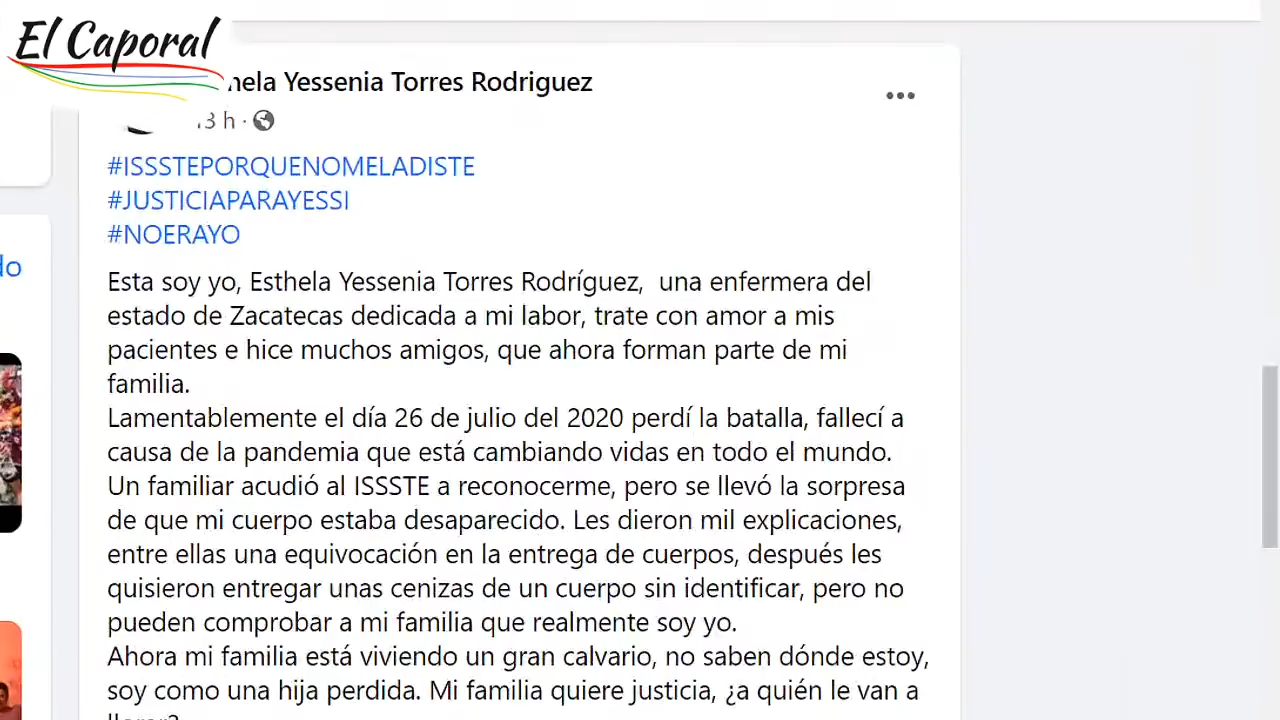 El Caporal
hela Yessenia Torres Rodriguez
3 h ·
#ISSSTEPORQUENOMELADISTE
#JUSTICIAPARAYESSI
#NOERAYO
Esta soy yo, Esthela Yessenia Torres Rodríguez, una enfermera del
estado de Zacatecas dedicada a mi labor, trate con amor a mis
pacientes e hice muchos amigos, que ahora forman parte de mi
familia.
Lamentablemente el día 26 de julio del 2020 perdí la batalla, fallecí a
causa de la pandemia que está cambiando vidas en todo el mundo.
Un familiar acudió al ISSSTE a reconocerme, pero se llevó la sorpresa
de que mi cuerpo estaba desaparecido. Les dieron mil explicaciones,
entre ellas una equivocación en la entrega de cuerpos, después les
quisieron entregar unas cenizas de un cuerpo sin identificar, pero no
pueden comprobar a mi familia que realmente soy yo.
Ahora mi familia está viviendo un gran calvario, no saben dónde estoy,
soy como una hija perdida. Mi familia quiere justicia, ¿a quién le van a